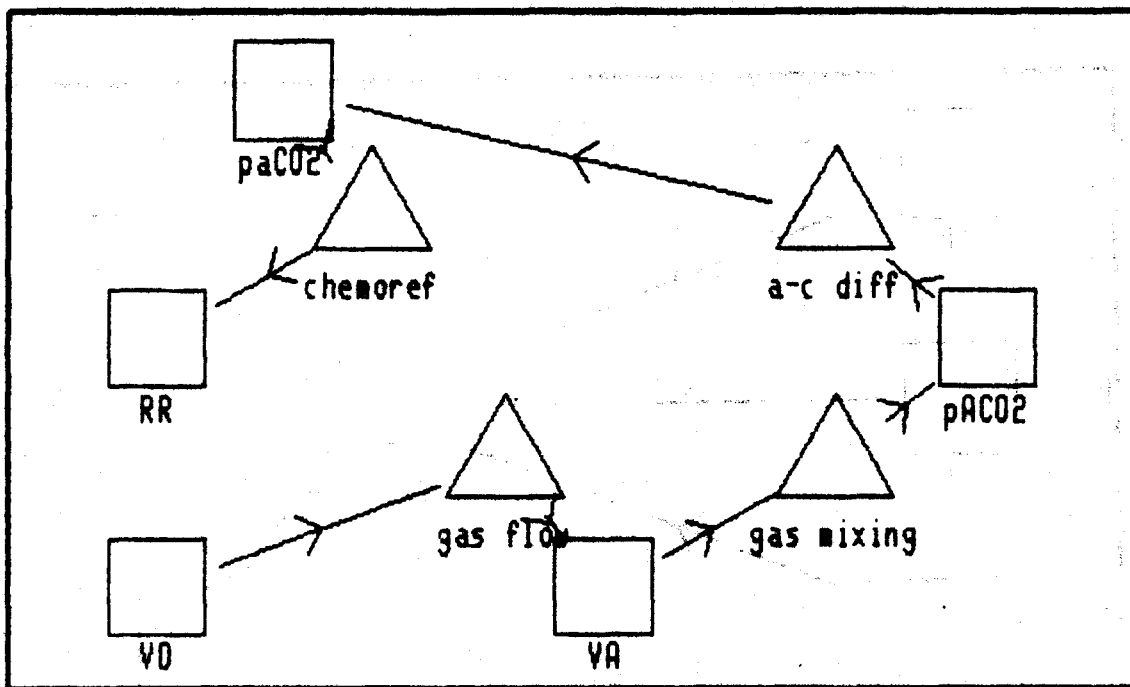 paCO2
chemoref
a-c diff
RR
pACO2
gas flow
gas mixing
VD
VA